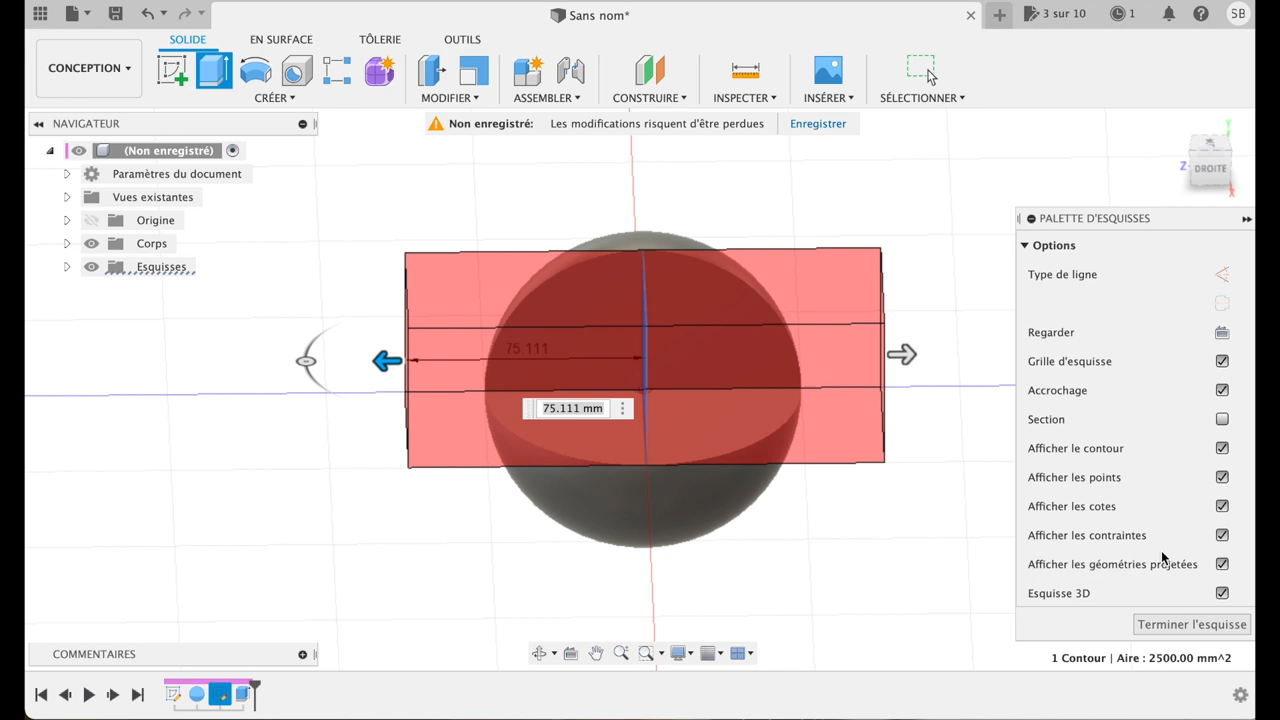 Sans nom*
3 sur 10
1
SB
CONCEPTION
SOLIDE
EN SURFACE
TÔLERIE
OUTILS
CRÉER
MODIFIER
ASSEMBLER
CONSTRUIRE
INSPECTER
INSÉRER
SÉLECTIONNER
NAVIGATEUR
Non enregistré: Les modifications risquent d'être perdues Enregistrer
(Non enregistré)
Paramètres du document
Vues existantes
Origine
Corps
Esquisses
Z
DROITE
PALETTE D'ESQUISSES
Options
Type de ligne
Regarder
Grille d'esquisse
Accrochage
Section
Afficher le contour
Afficher les points
Afficher les cotes
Afficher les contraintes
Afficher les géométries projetées
Esquisse 3D
Terminer l'esquisse
75.111
75.111 mm
COMMENTAIRES
1 Contour | Aire : 2500.00 mm^2